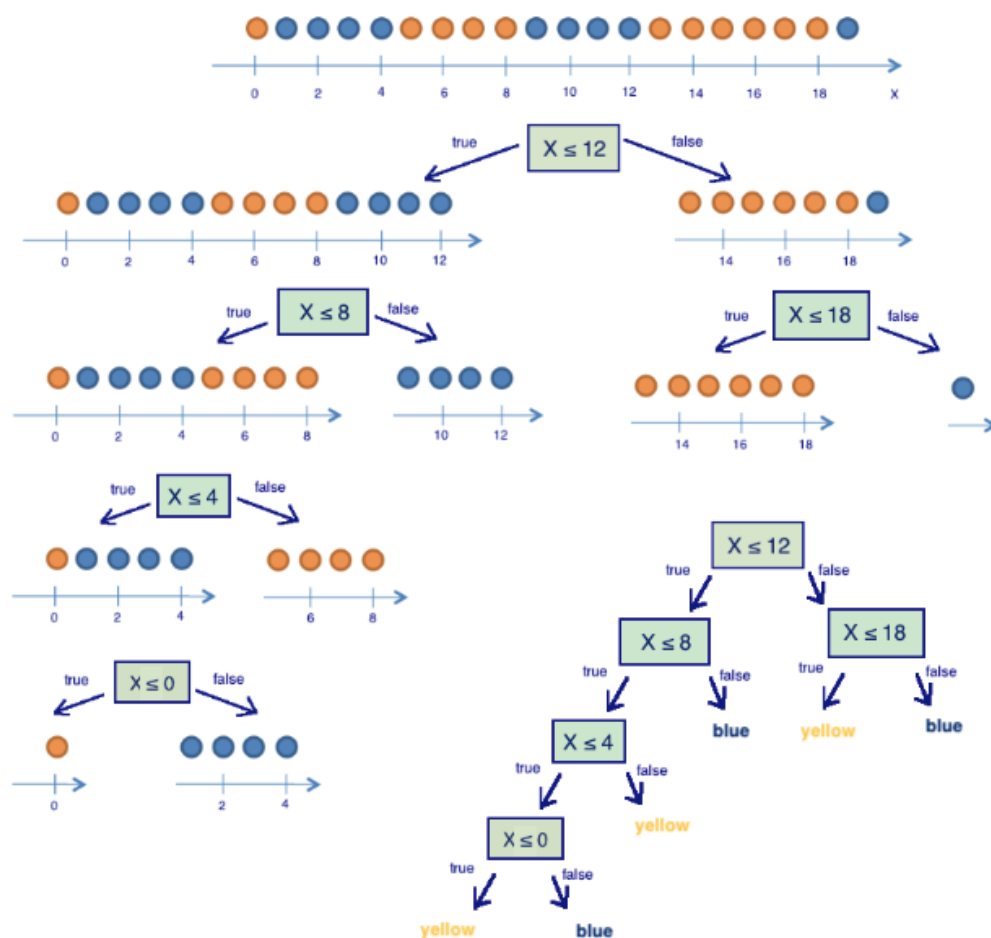 0 2 4 6 8 10 12 14 16 18 X
true X ≤ 12 false
0 2 4 6 8 10 12
14 16 18
true X ≤ 8 false
true X ≤ 18 false
0 2 4 6 8
10 12
14 16 18
true X ≤ 4 false
0 2 4
6 8
true X ≤ 0 false
0
2 4
X ≤ 12
true false
X ≤ 8 X ≤ 18
true false true false
blue yellow blue
X ≤ 4
true false
yellow
X ≤ 0
true false
yellow blue